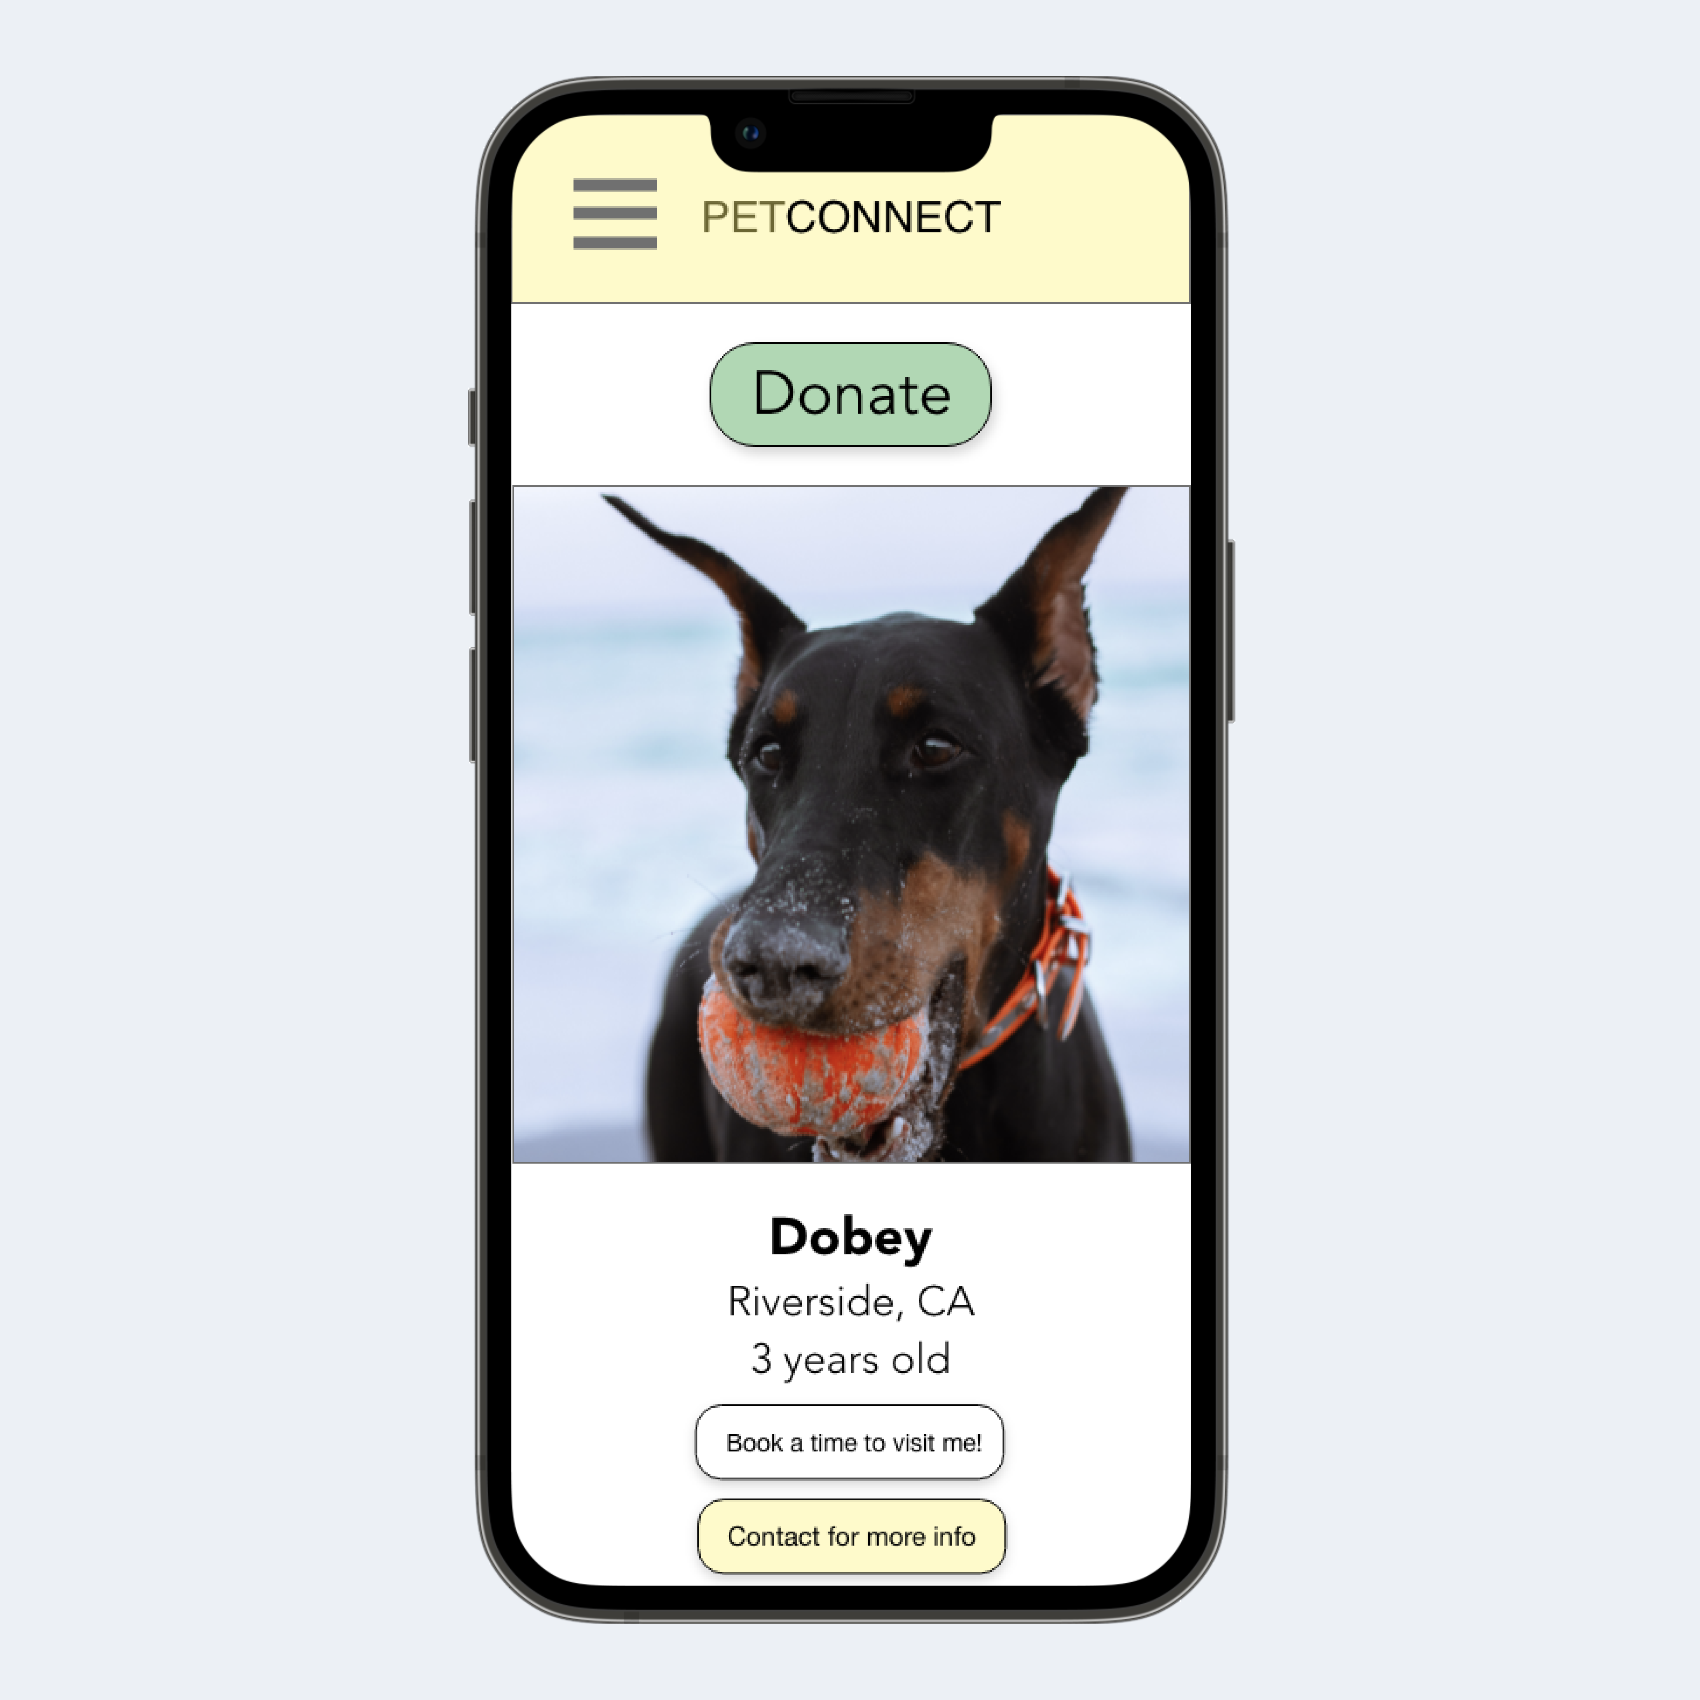 PETCONNECT
Donate
Dobey
Riverside, CA
3 years old
Book a time to visit me!
Contact for more info